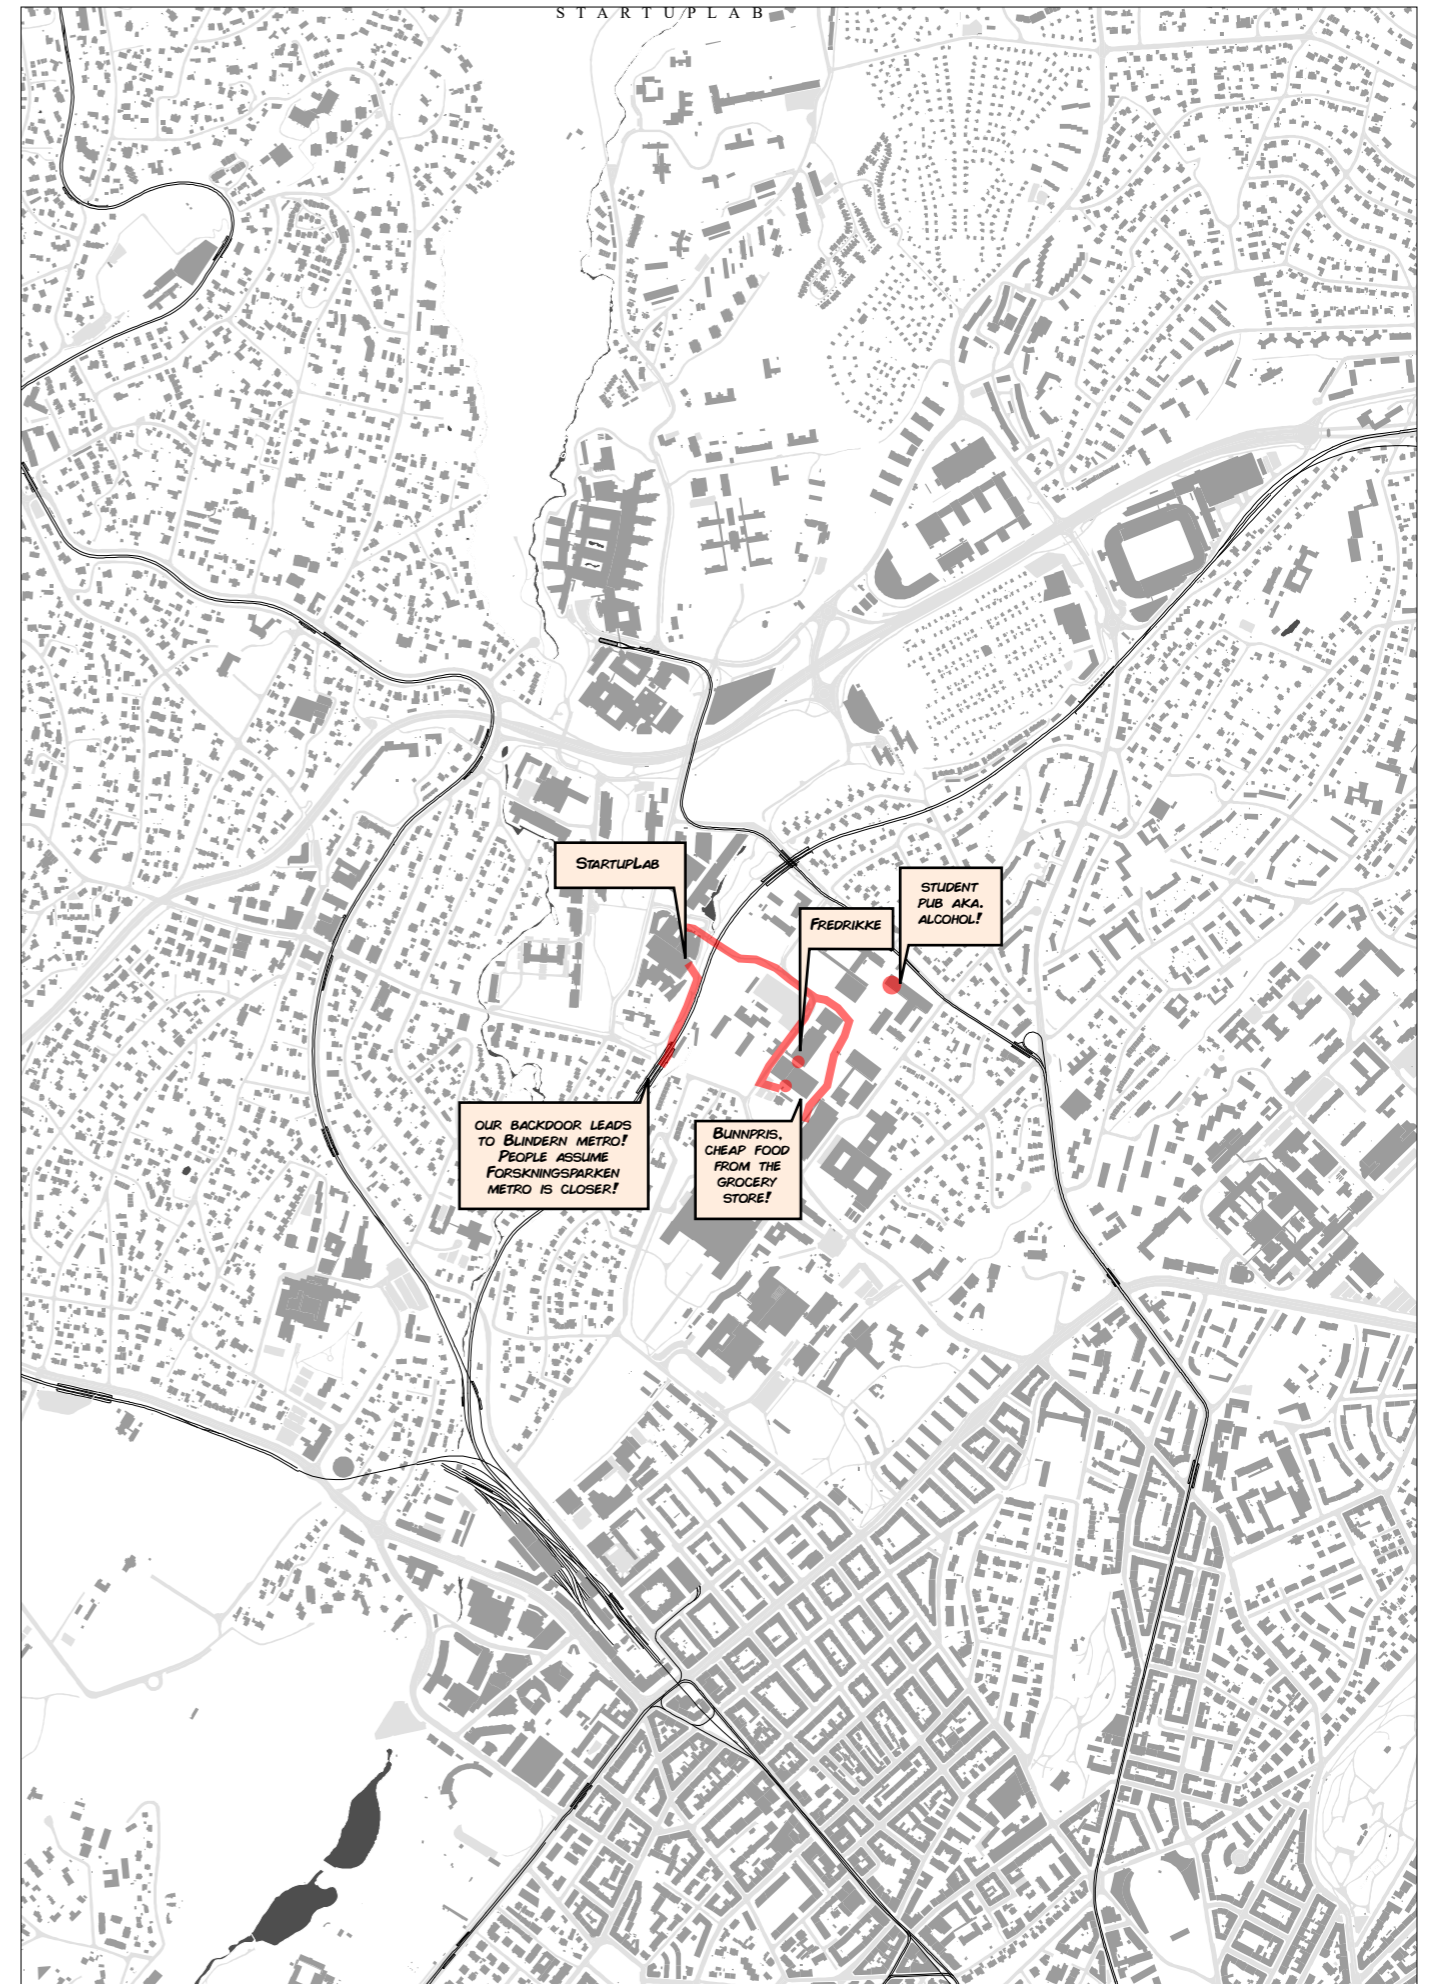 STARTUPLAB
StartupLab
student
pub aka.
alcohol!
Fredrikke
our backdoor leads
to Blindern metro!
People assume
Forskningsparken
metro is closer!
Bunnpris,
cheap food
from the
grocery
store!